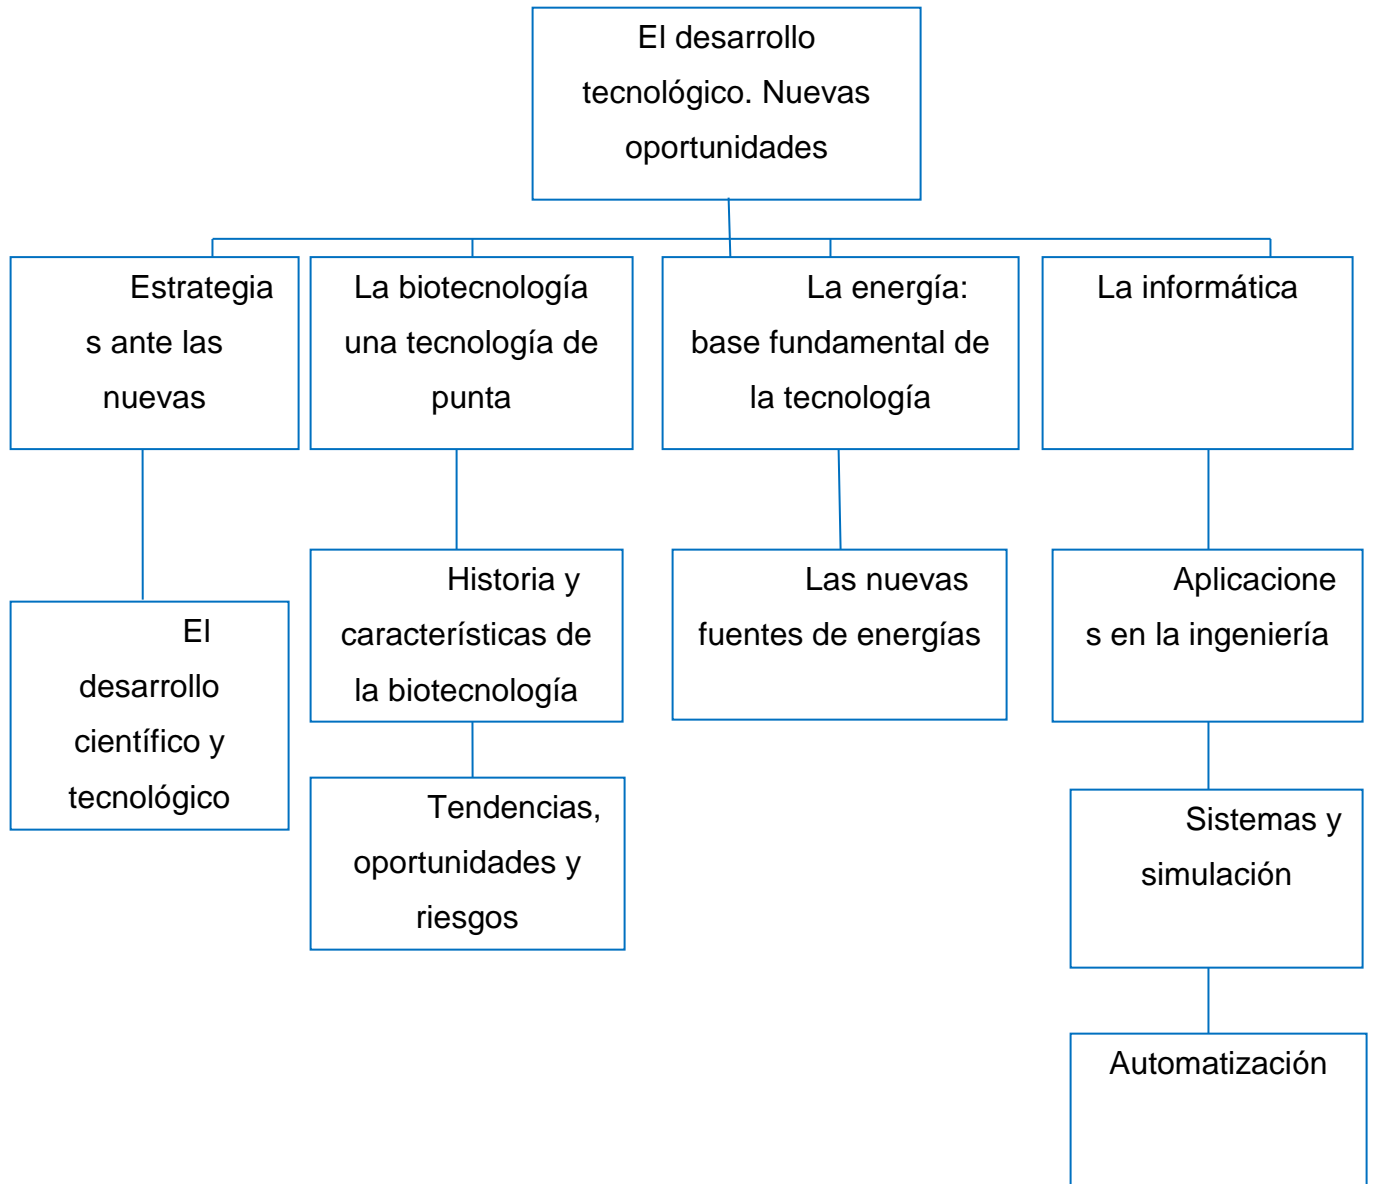 El desarrollo
tecnológico. Nuevas
oportunidades
Estrategia
s ante las
nuevas
La biotecnología
una tecnología de
punta
La energía:
base fundamental de
la tecnología
La informática
El
desarrollo
científico y
tecnológico
Historia y
características de
la biotecnología
Las nuevas
fuentes de energías
Aplicacione
s en la ingeniería
Tendencias,
oportunidades y
riesgos
Sistemas y
simulación
Automatización